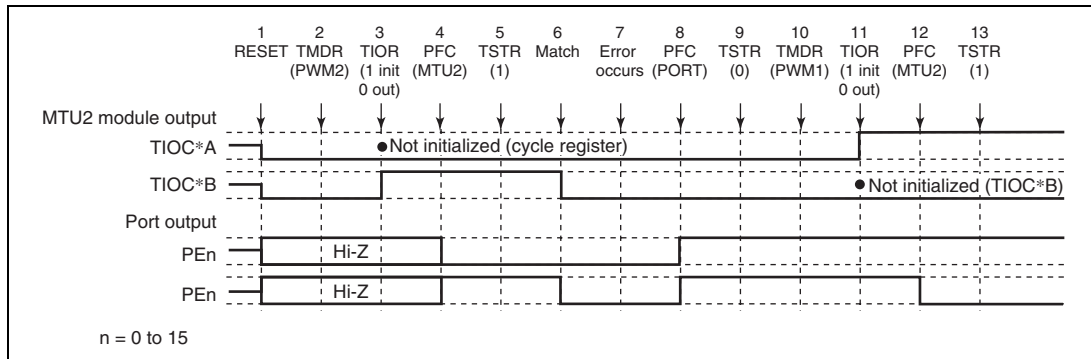 1 2 3 4 5 6 7 8 9 10 11 12 13
RESET TMDR TIOR PFC TSTR Match Error PFC TSTR TMDR TIOR PFC TSTR
(PWM2) (1 init (MTU2) (1) occurs (PORT) (0) (PWM1) (1 init (MTU2) (1)
0 out) 0 out)
MTU2 module output
TIOC*A
Not initialized (cycle register)
TIOC*B
Not initialized (TIOC*B)
Port output
PEn
Hi-Z
PEn
Hi-Z
n = 0 to 15